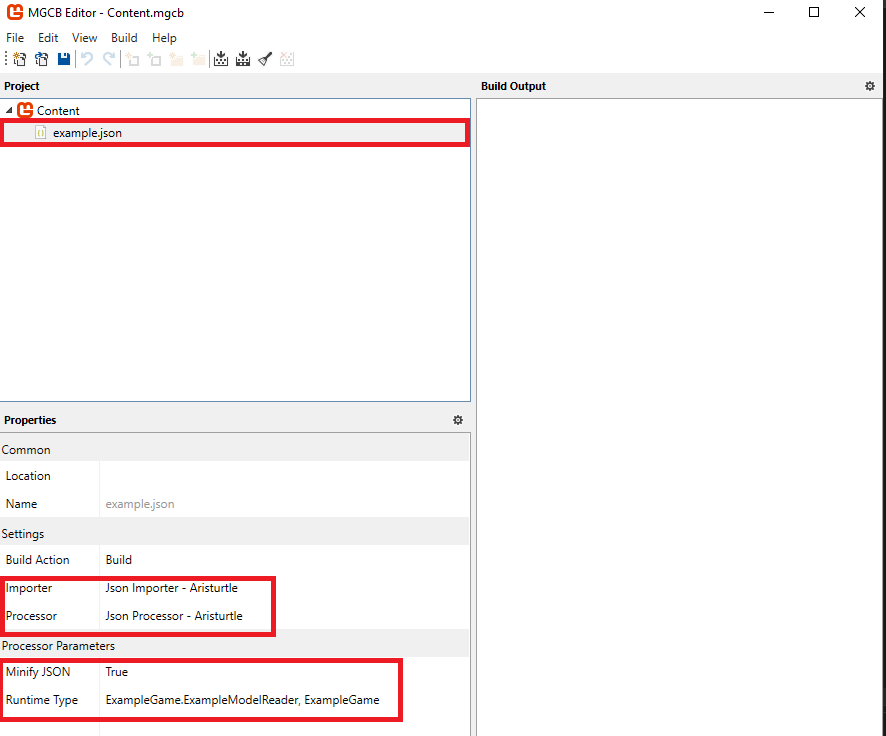 MGCB Editor - Content.mgcb
File Edit View Build Help
Project
Content
example.json
Build Output
Properties
Common
Location
Name example.json
Settings
Build Action Build
Importer Json Importer - Aristurtle
Processor Json Processor - Aristurtle
Processor Parameters
Minify JSON True
Runtime Type ExampleGame.ExampleModelReader, ExampleGame